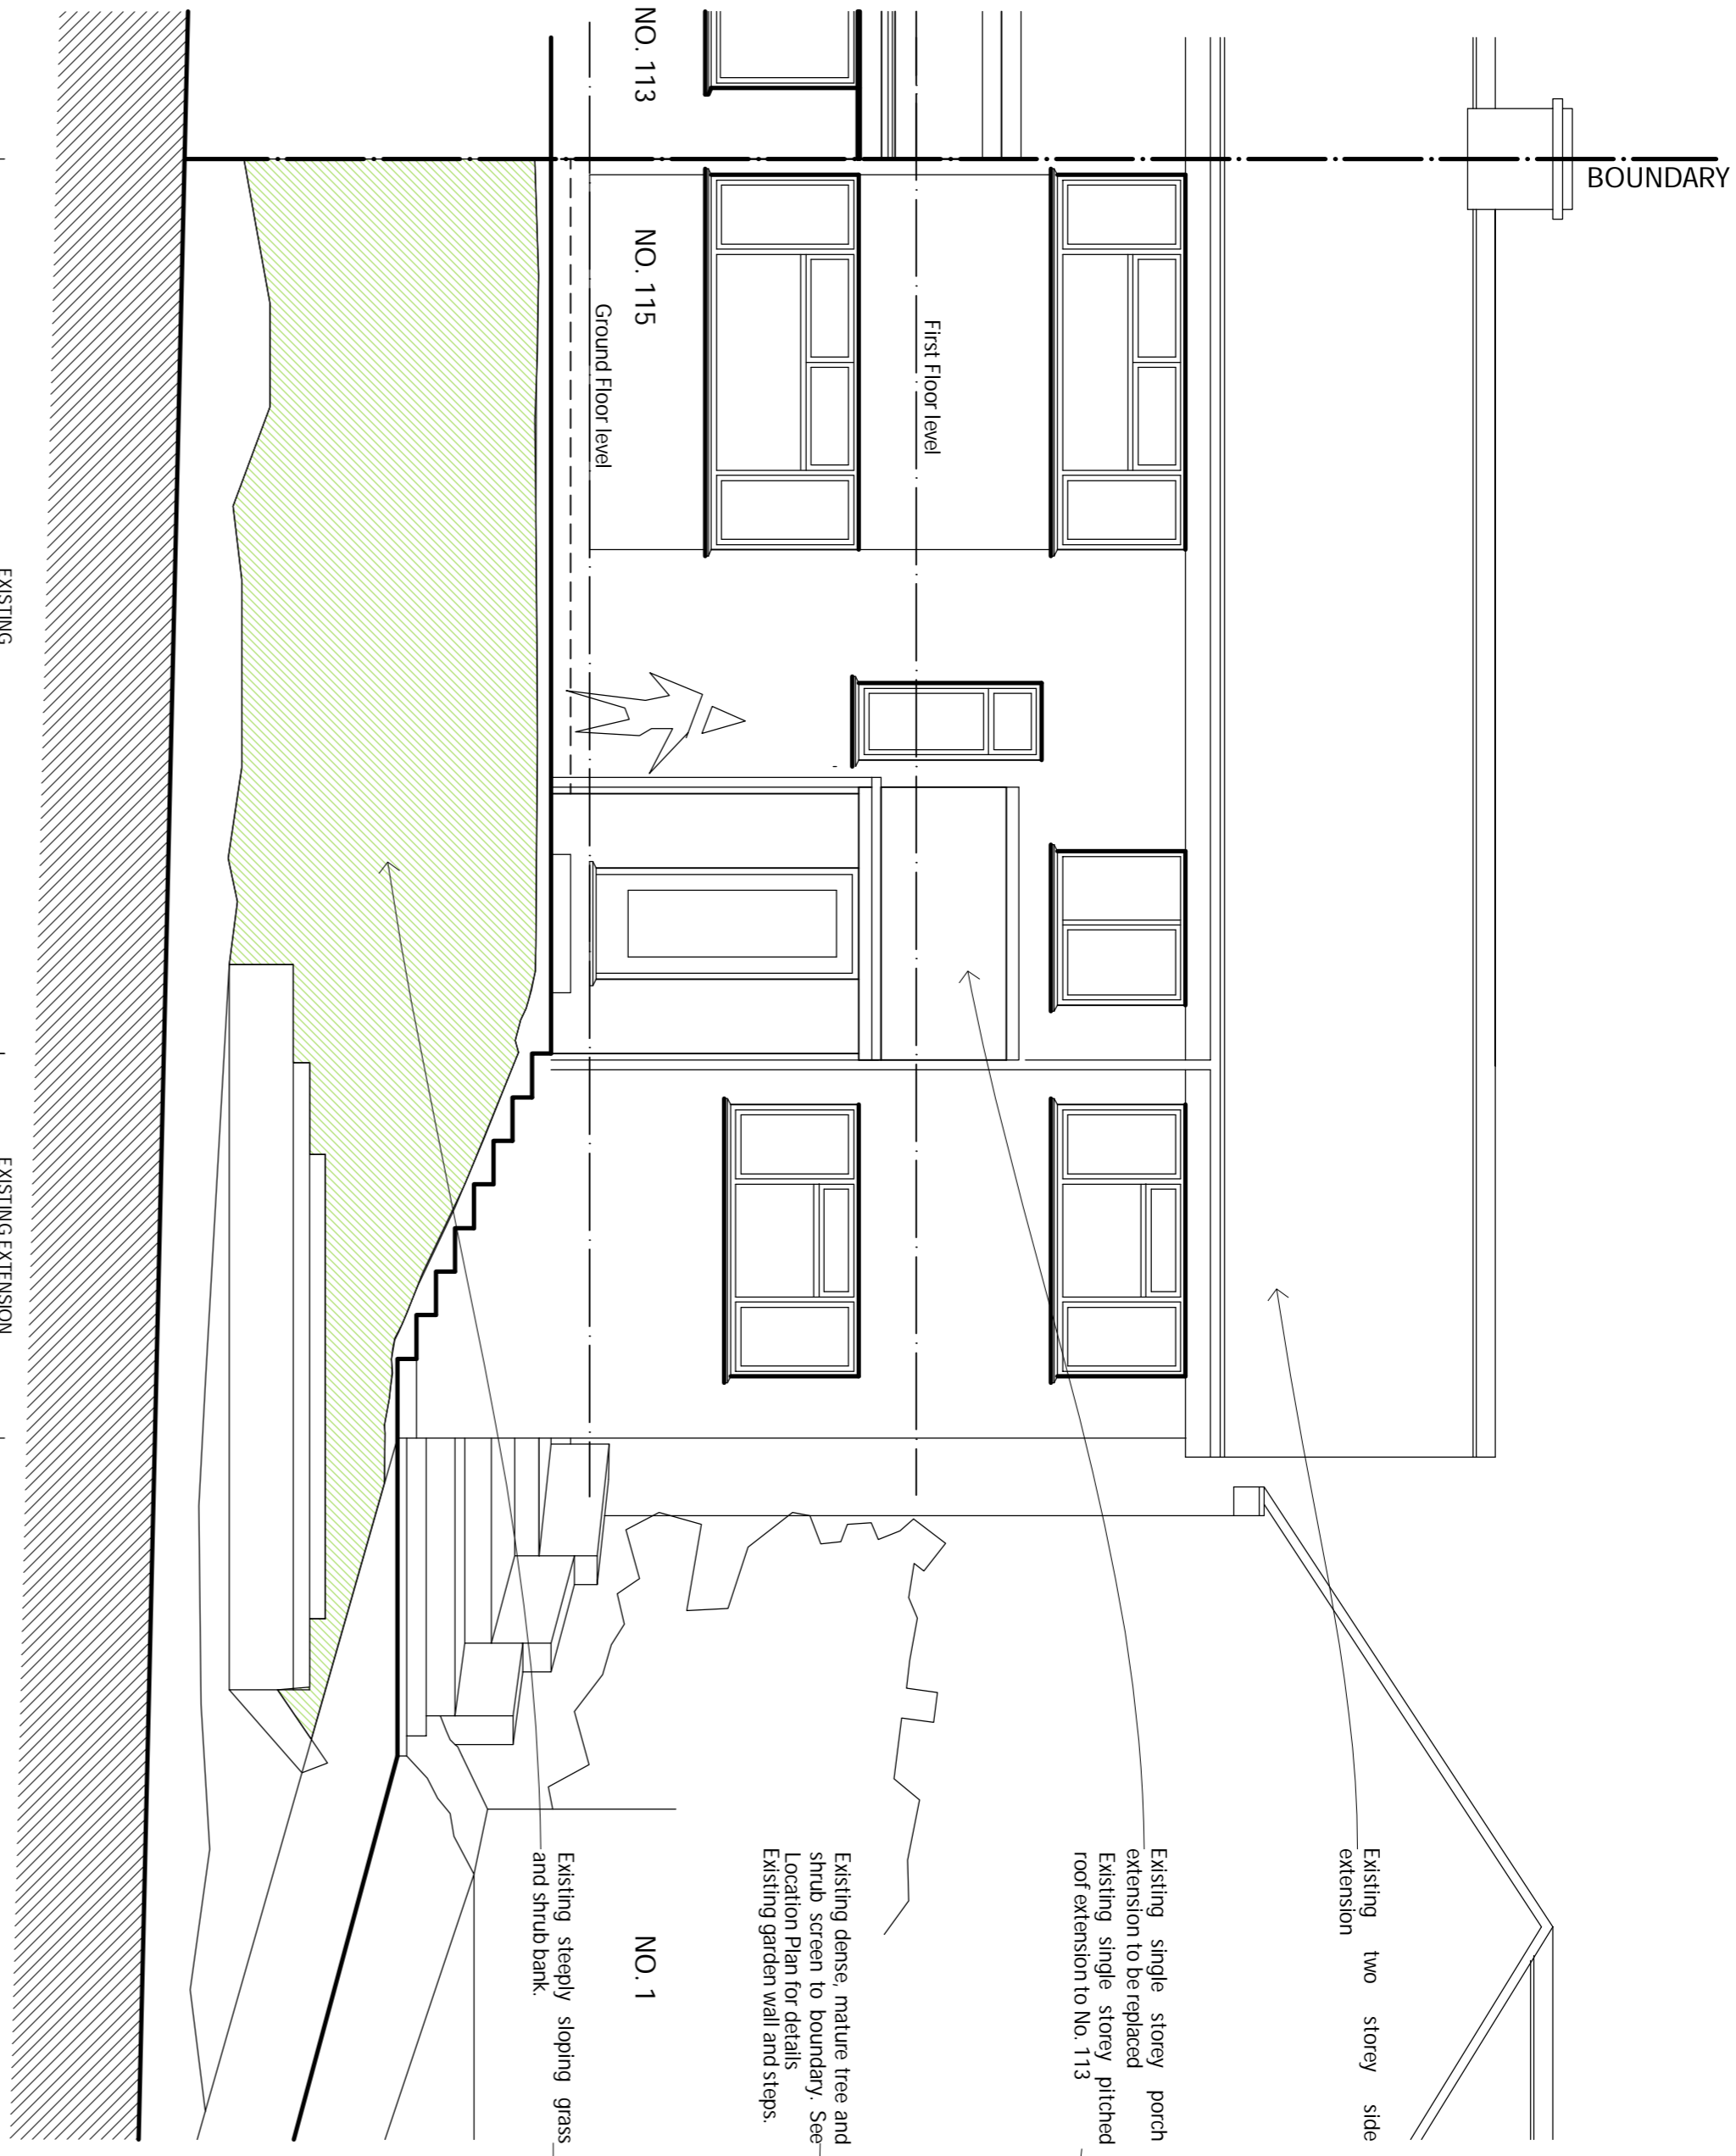 BOUNDARY
NO. 113
NO. 115
First Floor level
Ground Floor level
Existing two storey side
extension
Existing single storey porch
extension to be replaced
Existing single storey pitched
roof extension to No. 113
Existing dense, mature tree and
shrub screen to boundary. See
Location Plan for details
Existing garden wall and steps.
NO. 1
Existing steeply sloping grass
and shrub bank.
EXISTING
EXISTING EXTENSION